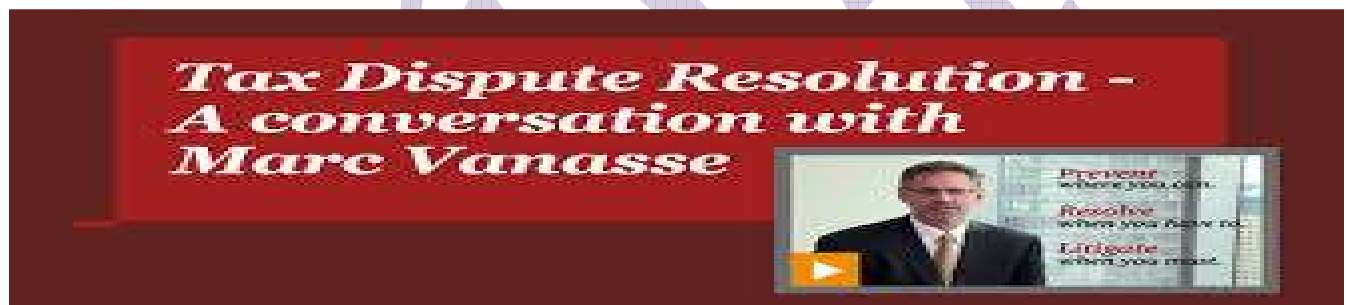 Tax Dispute Resolution -
A conversation with
Marc Vanasse
Prevent
where you can.
Resolve
when you have to.
Litigate
when you must.